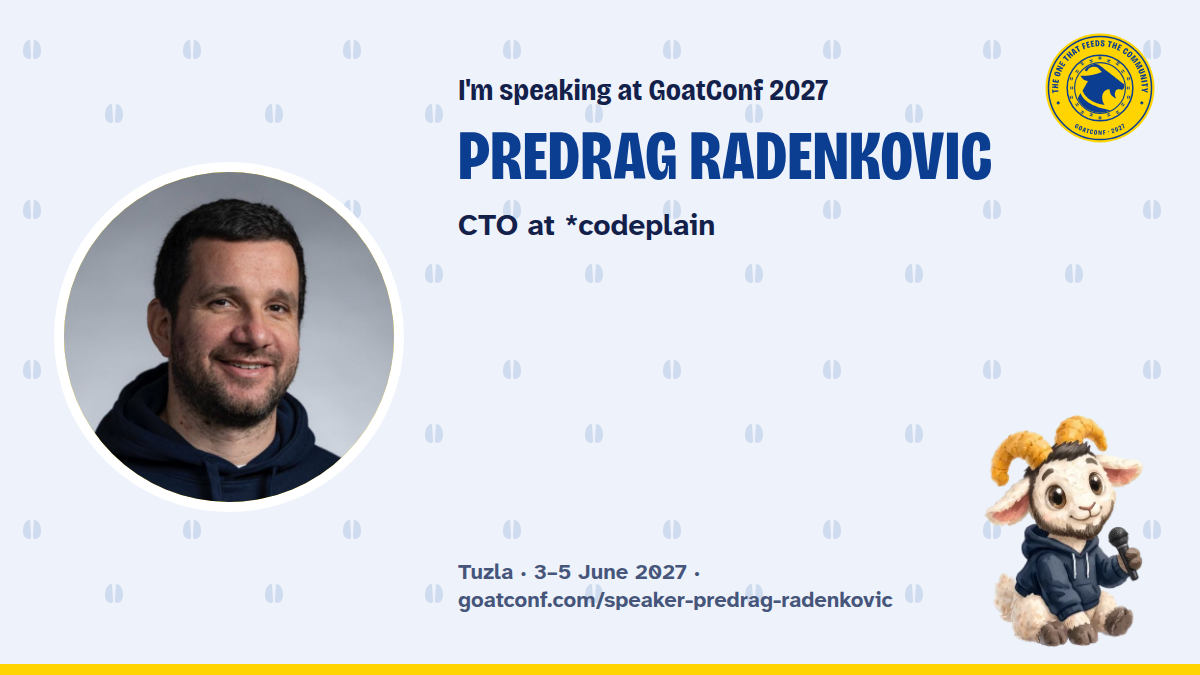 I'm speaking at GoatConf 2027
PREDRAG RADENKOVIC
CTO at *codeplain
Tuzla · 3–5 June 2027 ·
goatconf.com/speaker-predrag-radenkovic
THE ONE THAT FEEDS THE COMMUNITY
GOATCONF · 2027